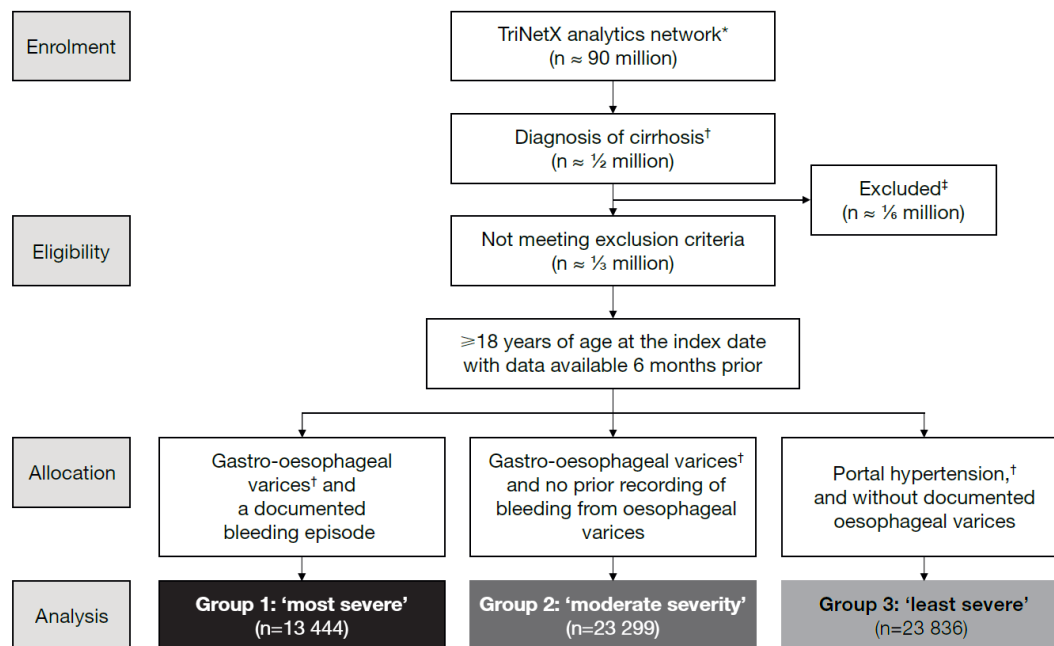 Enrolment
TriNetX analytics network*
(n ≈ 90 million)
Diagnosis of cirrhosis†
(n ≈ ½ million)
Excluded‡
(n ≈ ⅙ million)
Eligibility
Not meeting exclusion criteria
(n ≈ ⅓ million)
⩾18 years of age at the index date
with data available 6 months prior
Allocation
Gastro-oesophageal
varices† and
a documented
bleeding episode
Gastro-oesophageal varices†
and no prior recording of
bleeding from oesophageal
varices
Portal hypertension,†
and without documented
oesophageal varices
Analysis
Group 1: ‘most severe’
(n=13 444)
Group 2: ‘moderate severity’
(n=23 299)
Group 3: ‘least severe’
(n=23 836)